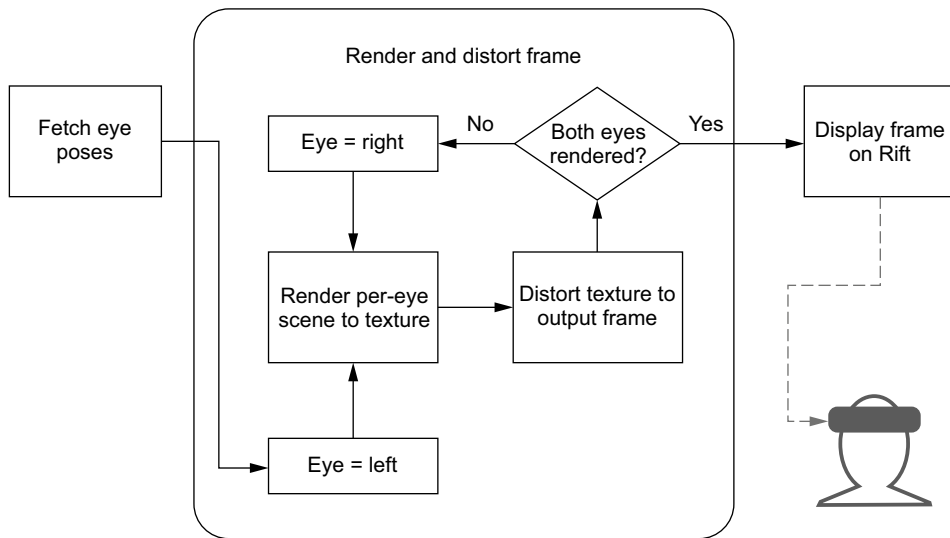 Render and distort frame
Fetch eye
poses
Eye = right
No
Both eyes
rendered?
Yes
Display frame
on Rift
Render per-eye
scene to texture
Distort texture to
output frame
Eye = left